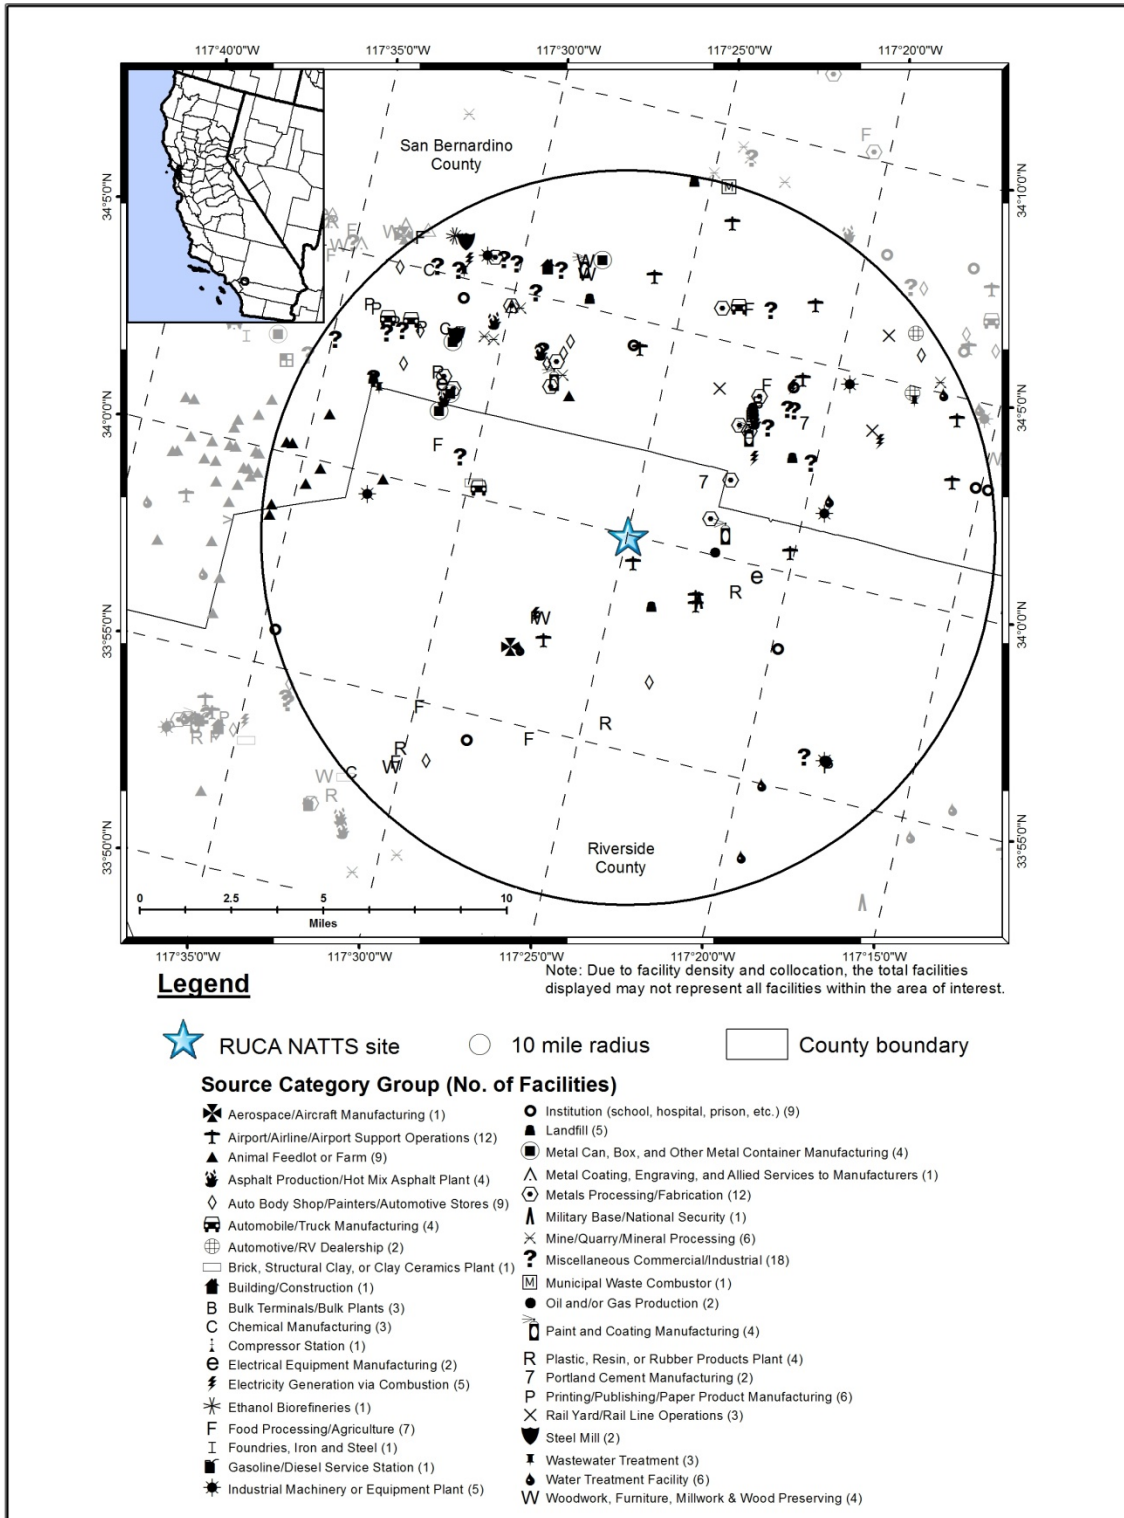 117°40'0"W
117°35'0"W
117°30'0"W
117°25'0"W
117°20'0"W
34°5'0"N
34°0'0"N
33°55'0"N
33°50'0"N
34°10'0"N
34°5'0"N
34°0'0"N
33°55'0"N
San Bernardino
County
Riverside
County
0 2.5 5 10
Miles
117°35'0"W
117°30'0"W
117°25'0"W
117°20'0"W
117°15'0"W
Legend
Note: Due to facility density and collocation, the total facilities
displayed may not represent all facilities within the area of interest.
RUCA NATTS site
10 mile radius
County boundary
Source Category Group (No. of Facilities)
Aerospace/Aircraft Manufacturing (1)
Airport/Airline/Airport Support Operations (12)
Animal Feedlot or Farm (9)
Asphalt Production/Hot Mix Asphalt Plant (4)
Auto Body Shop/Painters/Automotive Stores (9)
Automobile/Truck Manufacturing (4)
Automotive/RV Dealership (2)
Brick, Structural Clay, or Clay Ceramics Plant (1)
Building/Construction (1)
B Bulk Terminals/Bulk Plants (3)
C Chemical Manufacturing (3)
Compressor Station (1)
e Electrical Equipment Manufacturing (2)
Electricity Generation via Combustion (5)
Ethanol Biorefineries (1)
F Food Processing/Agriculture (7)
I Foundries, Iron and Steel (1)
Gasoline/Diesel Service Station (1)
Industrial Machinery or Equipment Plant (5)
Institution (school, hospital, prison, etc.) (9)
Landfill (5)
Metal Can, Box, and Other Metal Container Manufacturing (4)
Metal Coating, Engraving, and Allied Services to Manufacturers (1)
Metals Processing/Fabrication (12)
Military Base/National Security (1)
Mine/Quarry/Mineral Processing (6)
? Miscellaneous Commercial/Industrial (18)
M Municipal Waste Combustor (1)
Oil and/or Gas Production (2)
Paint and Coating Manufacturing (4)
R Plastic, Resin, or Rubber Products Plant (4)
7 Portland Cement Manufacturing (2)
P Printing/Publishing/Paper Product Manufacturing (6)
Rail Yard/Rail Line Operations (3)
Steel Mill (2)
Wastewater Treatment (3)
Water Treatment Facility (6)
W Woodwork, Furniture, Millwork & Wood Preserving (4)